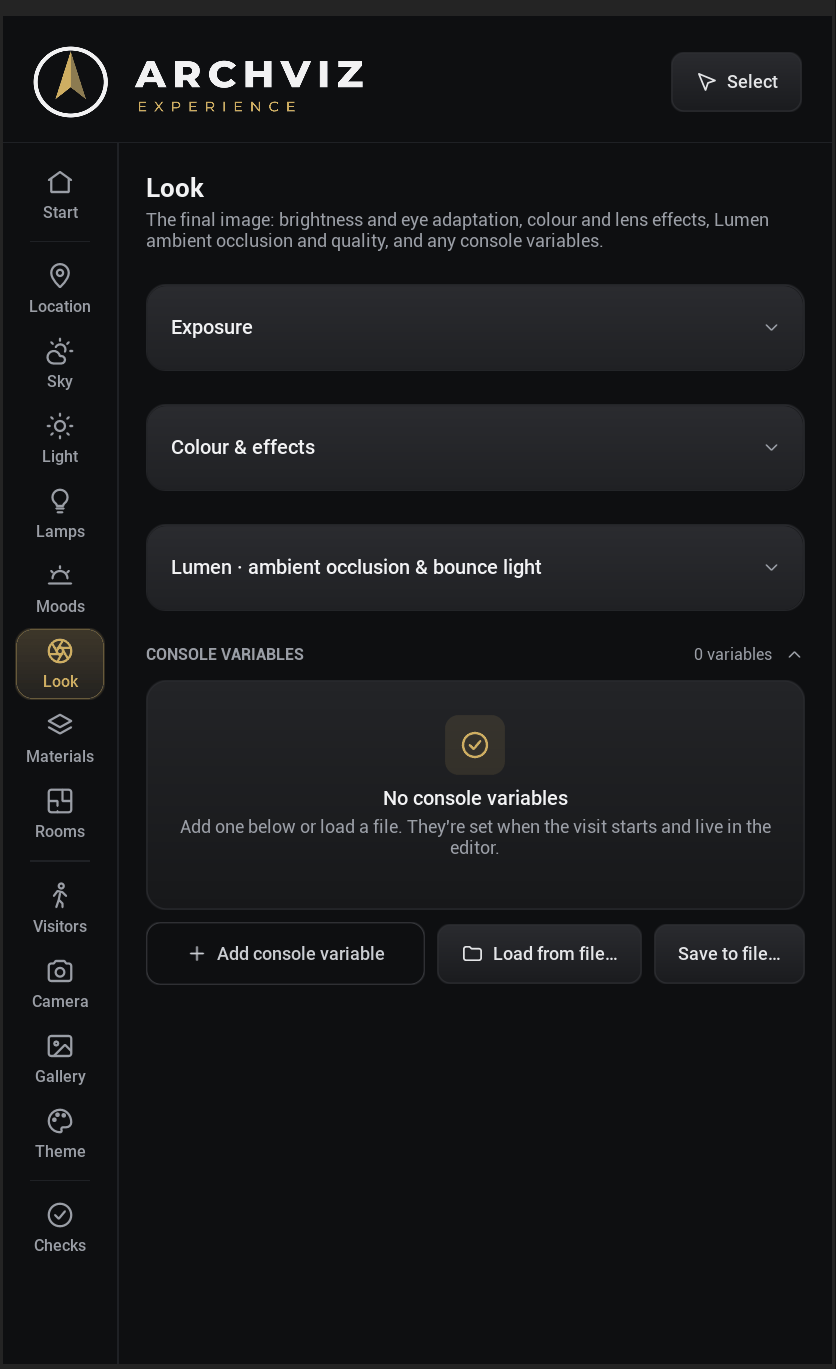 ARCHVIZ
EXPERIENCE
Select
Start
Location
Sky
Light
Lamps
Moods
Look
Materials
Rooms
Visitors
Camera
Gallery
Theme
Checks
Look
The final image: brightness and eye adaptation, colour and lens effects, Lumen
ambient occlusion and quality, and any console variables.
Exposure
Colour & effects
Lumen · ambient occlusion & bounce light
CONSOLE VARIABLES
0 variables
No console variables
Add one below or load a file. They're set when the visit starts and live in the
editor.
Add console variable
Load from file...
Save to file...